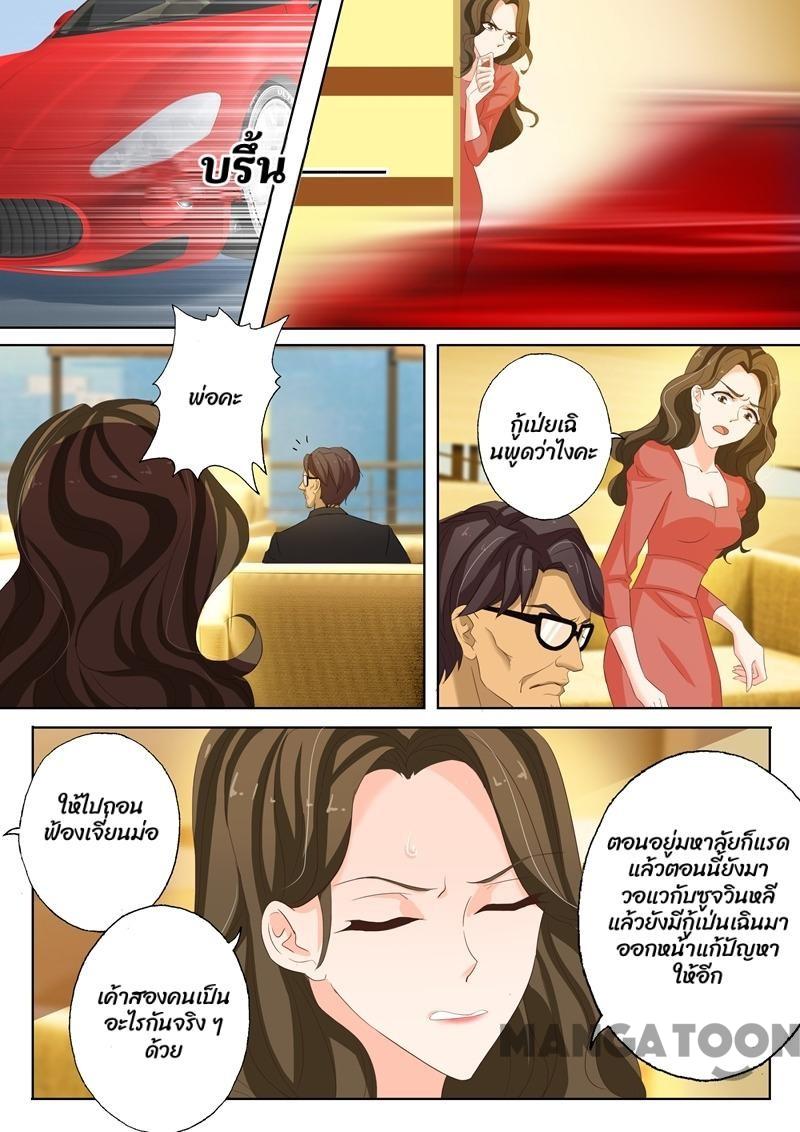 บรื้น
พ่อคะ
กู้เป่ยเฉิ
นพูดว่าไงคะ
ให้ไปถอน
ฟ้องเจี่ยนม่อ
เค้าสองคนเป็น
อะไรกันจริง ๆ
ด้วย
ตอนอยู่มหาลัยก็แรด
แล้วตอนนี้ยังมา
วอแวกับซูจวินหลี
แล้วยังมีกู้เป่นเฉินมา
ออกหน้าแก้ปัญหา
ให้อีก
MANGATOON